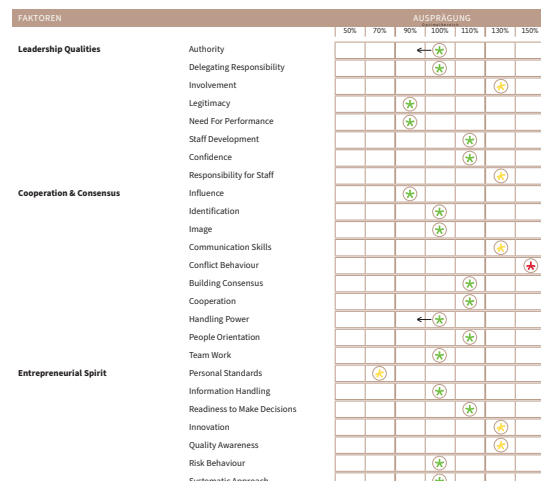 FAKTOREN AUSPRÄGUNG
Optimalbereich
50% 70% 90% 100% 110% 130% 150%
Leadership Qualities Authority
Delegating Responsibility
Involvement
Legitimacy
Need For Performance
Staff Development
Confidence
Responsibility for Staff
Cooperation & Consensus Influence
Identification
Image
Communication Skills
Conflict Behaviour
Building Consensus
Cooperation
Handling Power
People Orientation
Team Work
Entrepreneurial Spirit Personal Standards
Information Handling
Readiness to Make Decisions
Innovation
Quality Awareness
Risk Behaviour
Systematic Approach